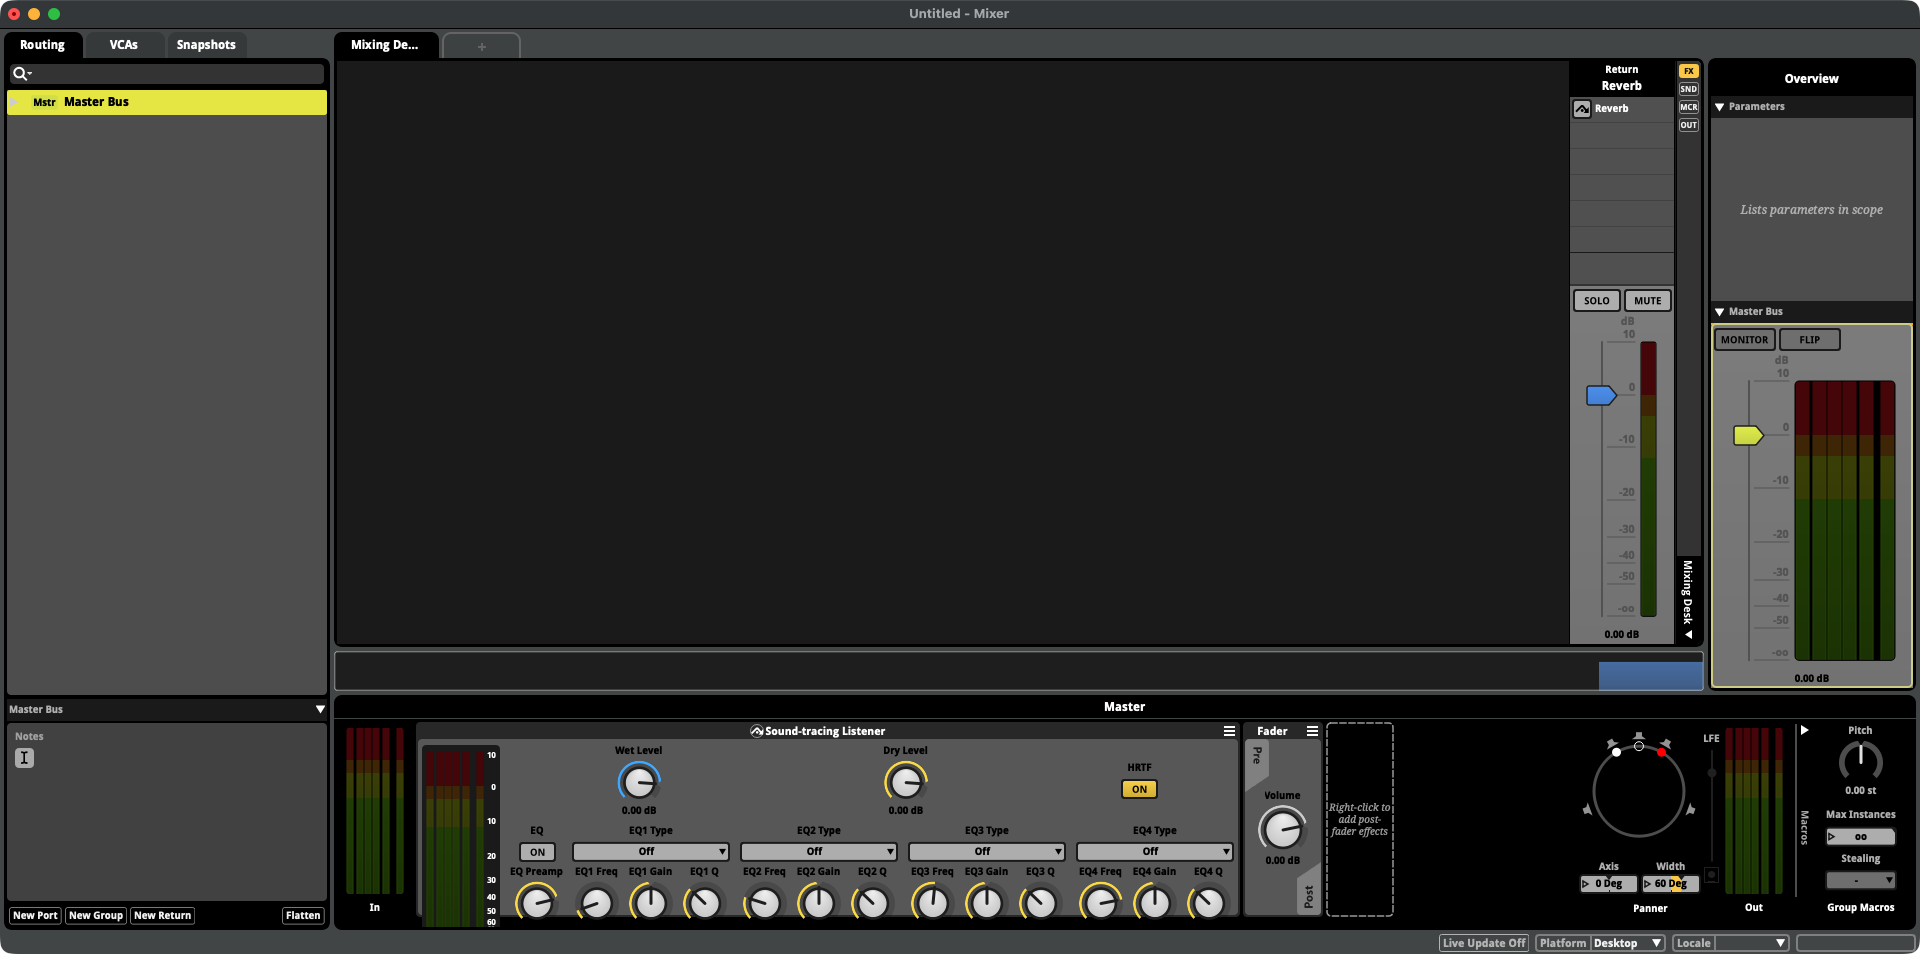 Untitled - Mixer
Routing
VCAs
Snapshots
Mixing De...
+
Mstr Master Bus
Return
Reverb
Reverb
SOLO
MUTE
dB
10
0
-10
-20
-30
-40
-50
-oo
0.00 dB
FX
SND
MCR
OUT
Mixing Desk
Overview
Parameters
Lists parameters in scope
Master Bus
MONITOR
FLIP
dB
10
0
-10
-20
-30
-40
-50
-oo
0.00 dB
Master Bus
Notes
New Port
New Group
New Return
Flatten
Master
In
Sound-tracing Listener
10
0
10
20
30
40
50
60
Wet Level
0.00 dB
Dry Level
0.00 dB
HRTF
ON
EQ
ON
EQ1 Type
Off
EQ2 Type
Off
EQ3 Type
Off
EQ4 Type
Off
EQ Preamp
EQ1 Freq
EQ1 Gain
EQ1 Q
EQ2 Freq
EQ2 Gain
EQ2 Q
EQ3 Freq
EQ3 Gain
EQ3 Q
EQ4 Freq
EQ4 Gain
EQ4 Q
Fader
Pre
Volume
0.00 dB
Post
Right-click to
add post-
fader effects
LFE
Axis
0 Deg
Width
60 Deg
Panner
Out
Macros
Pitch
0.00 st
Max Instances
oo
Stealing
-
Group Macros
Live Update Off
Platform
Desktop
Locale